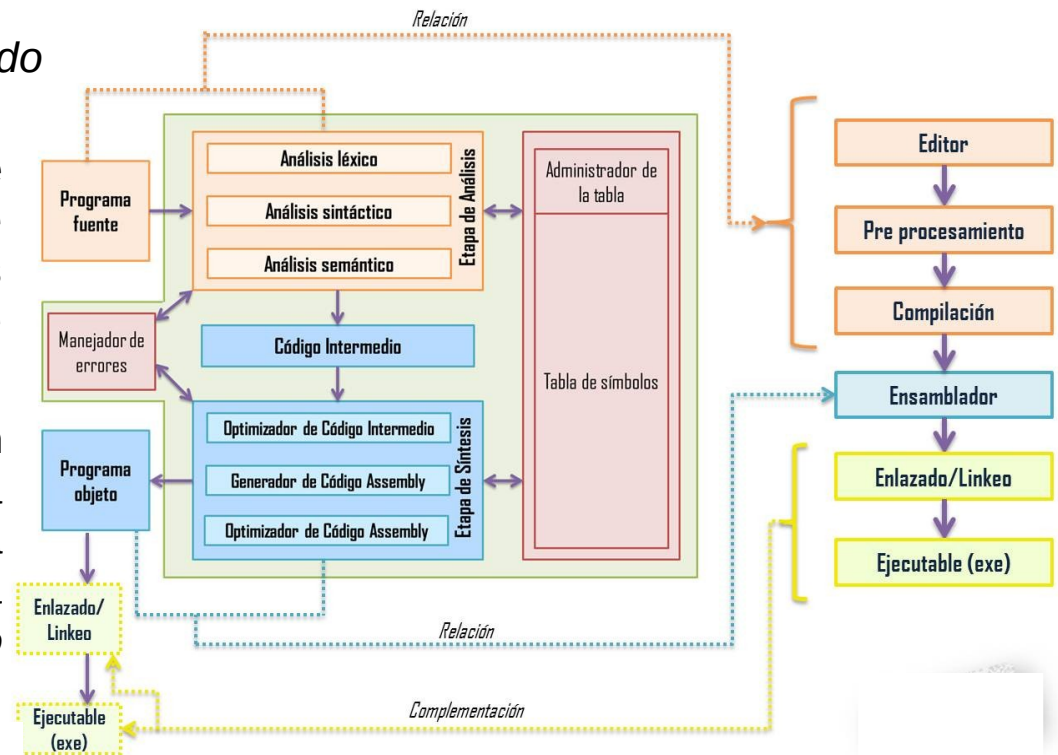 Relación
do
Programa
fuente
Análisis léxico
Análisis sintáctico
Análisis semántico
Etapa de Análisis
Administrador de
la tabla
Tabla de símbolos
Manejador de
errores
Código Intermedio
Optimizador de Código Intermedio
Generador de Código Assembly
Optimizador de Código Assembly
Etapa de Síntesis
Programa
objeto
Enlazado/
Linkeo
Ejecutable
(exe)
Relación
Complementación
Editor
Pre procesamiento
Compilación
Ensamblador
Enlazado/Linkeo
Ejecutable (exe)